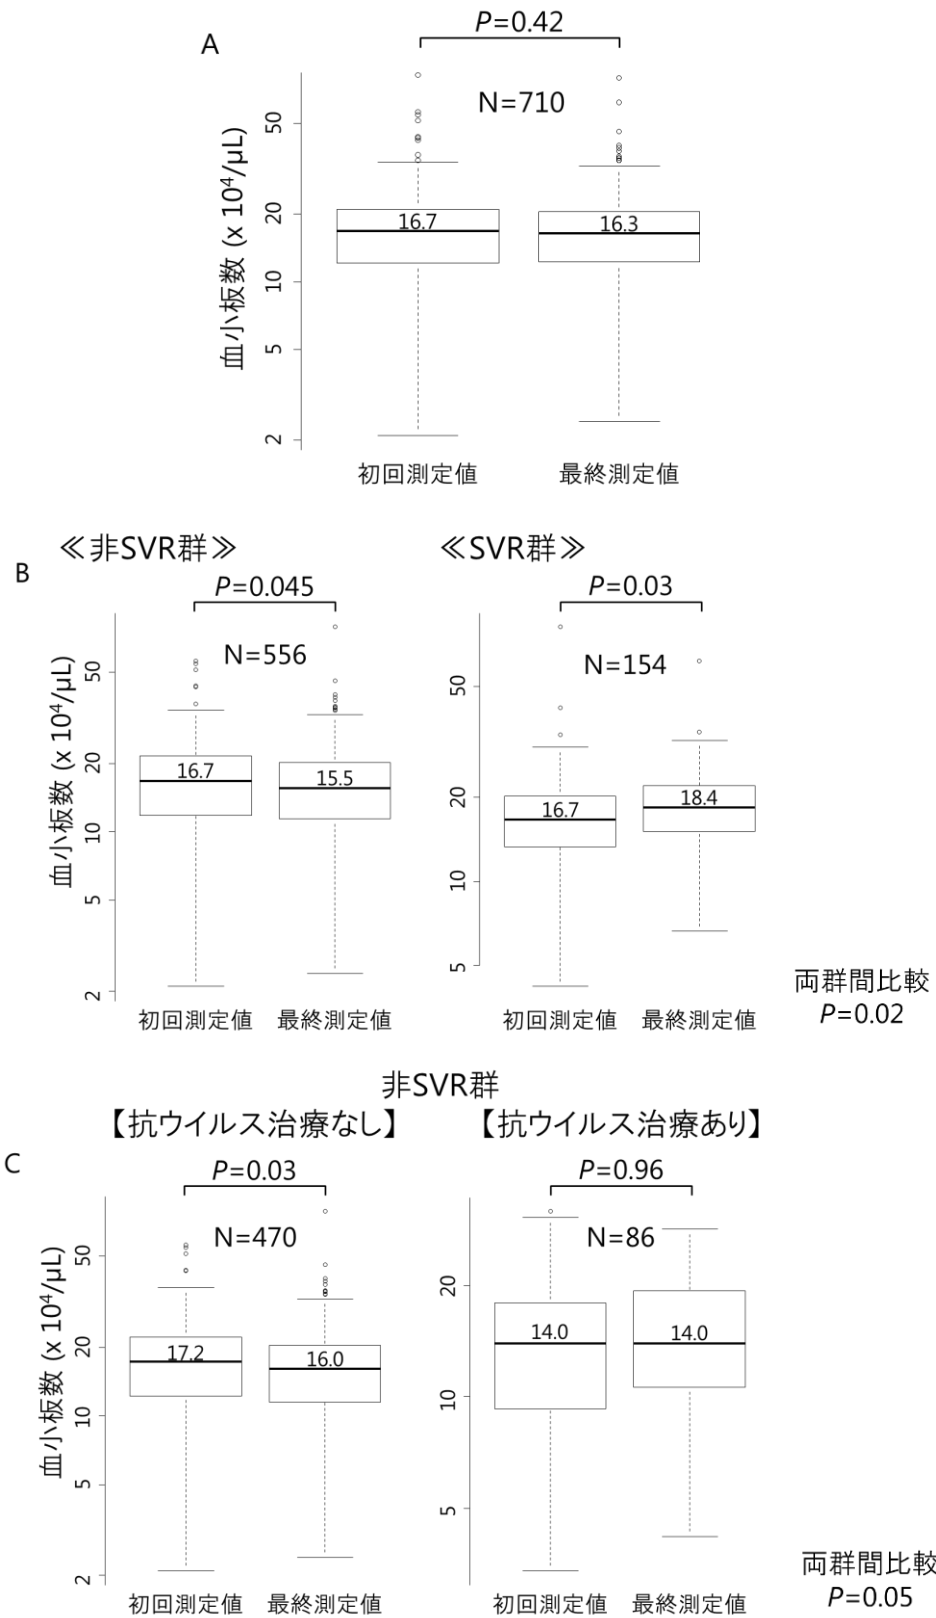 A
P=0.42
N=710
血小板数 (x 10⁴/μL)
50
20
10
5
2
16.7
16.3
初回測定値
最終測定値
B
≪非SVR群≫
P=0.045
N=556
血小板数 (x 10⁴/μL)
50
20
10
5
2
16.7
15.5
初回測定値
最終測定値
≪SVR群≫
P=0.03
N=154
50
20
10
5
16.7
18.4
初回測定値
最終測定値
両群間比較
P=0.02
非SVR群
C
【抗ウイルス治療なし】
P=0.03
N=470
血小板数 (x 10⁴/μL)
50
20
10
5
2
17.2
16.0
初回測定値
最終測定値
【抗ウイルス治療あり】
P=0.96
N=86
20
10
5
14.0
14.0
初回測定値
最終測定値
両群間比較
P=0.05